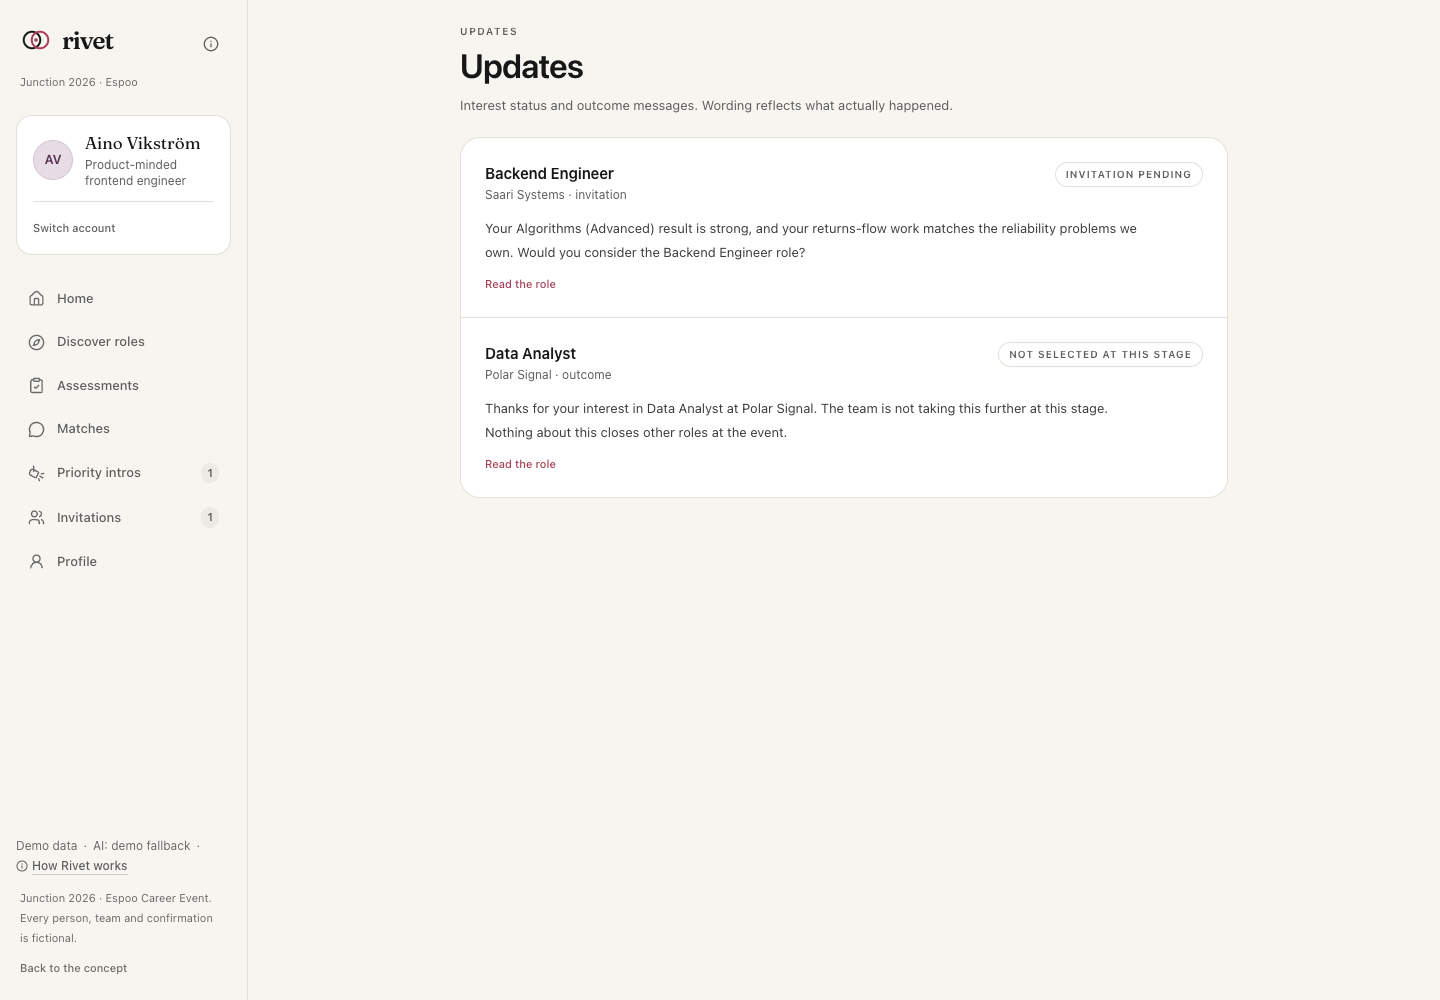 rivet
Junction 2026 · Espoo
AV
Aino Vikström
Product-minded
frontend engineer
Switch account
Home
Discover roles
Assessments
Matches
Priority intros 1
Invitations 1
Profile
Demo data · AI: demo fallback ·
How Rivet works
Junction 2026 · Espoo Career Event.
Every person, team and confirmation
is fictional.
Back to the concept
UPDATES
Updates
Interest status and outcome messages. Wording reflects what actually happened.
Backend Engineer
INVITATION PENDING
Saari Systems · invitation
Your Algorithms (Advanced) result is strong, and your returns-flow work matches the reliability problems we
own. Would you consider the Backend Engineer role?
Read the role
Data Analyst
NOT SELECTED AT THIS STAGE
Polar Signal · outcome
Thanks for your interest in Data Analyst at Polar Signal. The team is not taking this further at this stage.
Nothing about this closes other roles at the event.
Read the role